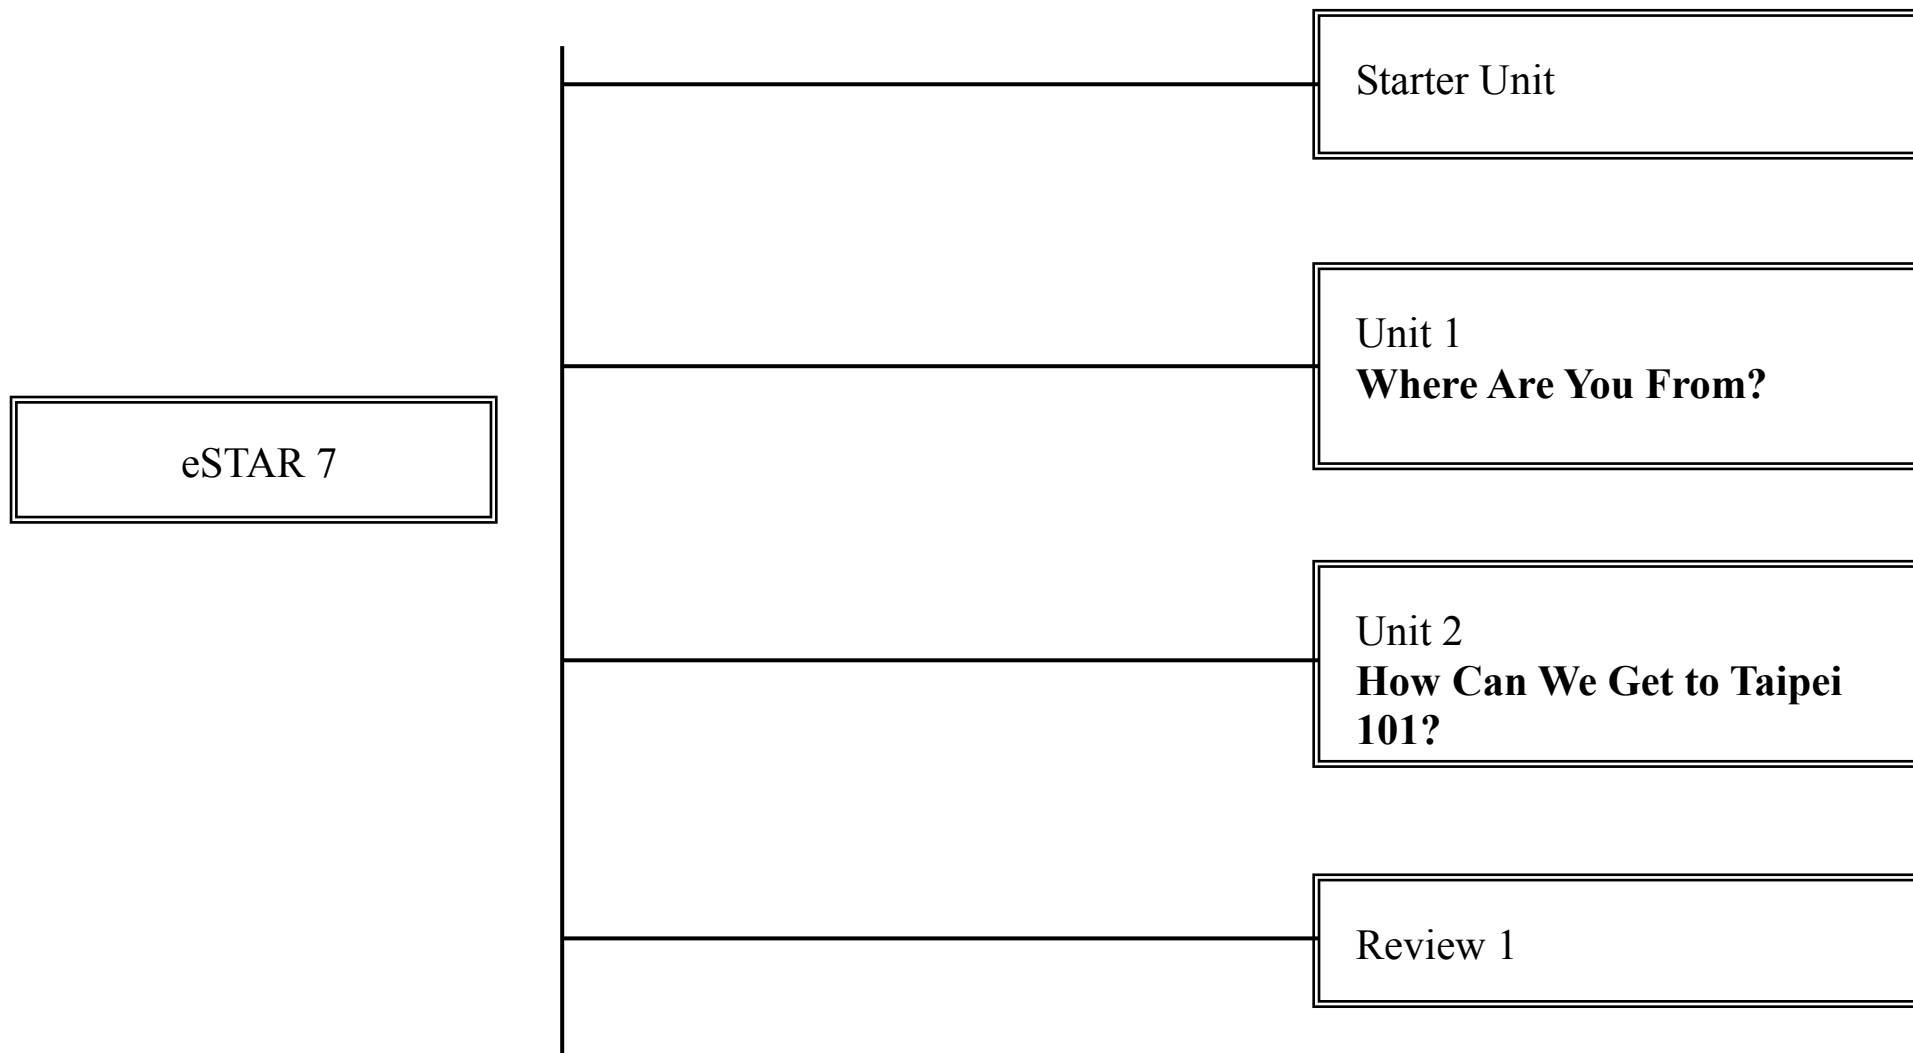 Starter Unit
Unit 1
Where Are You From?
eSTAR 7
Unit 2
How Can We Get to Taipei
101?
Review 1